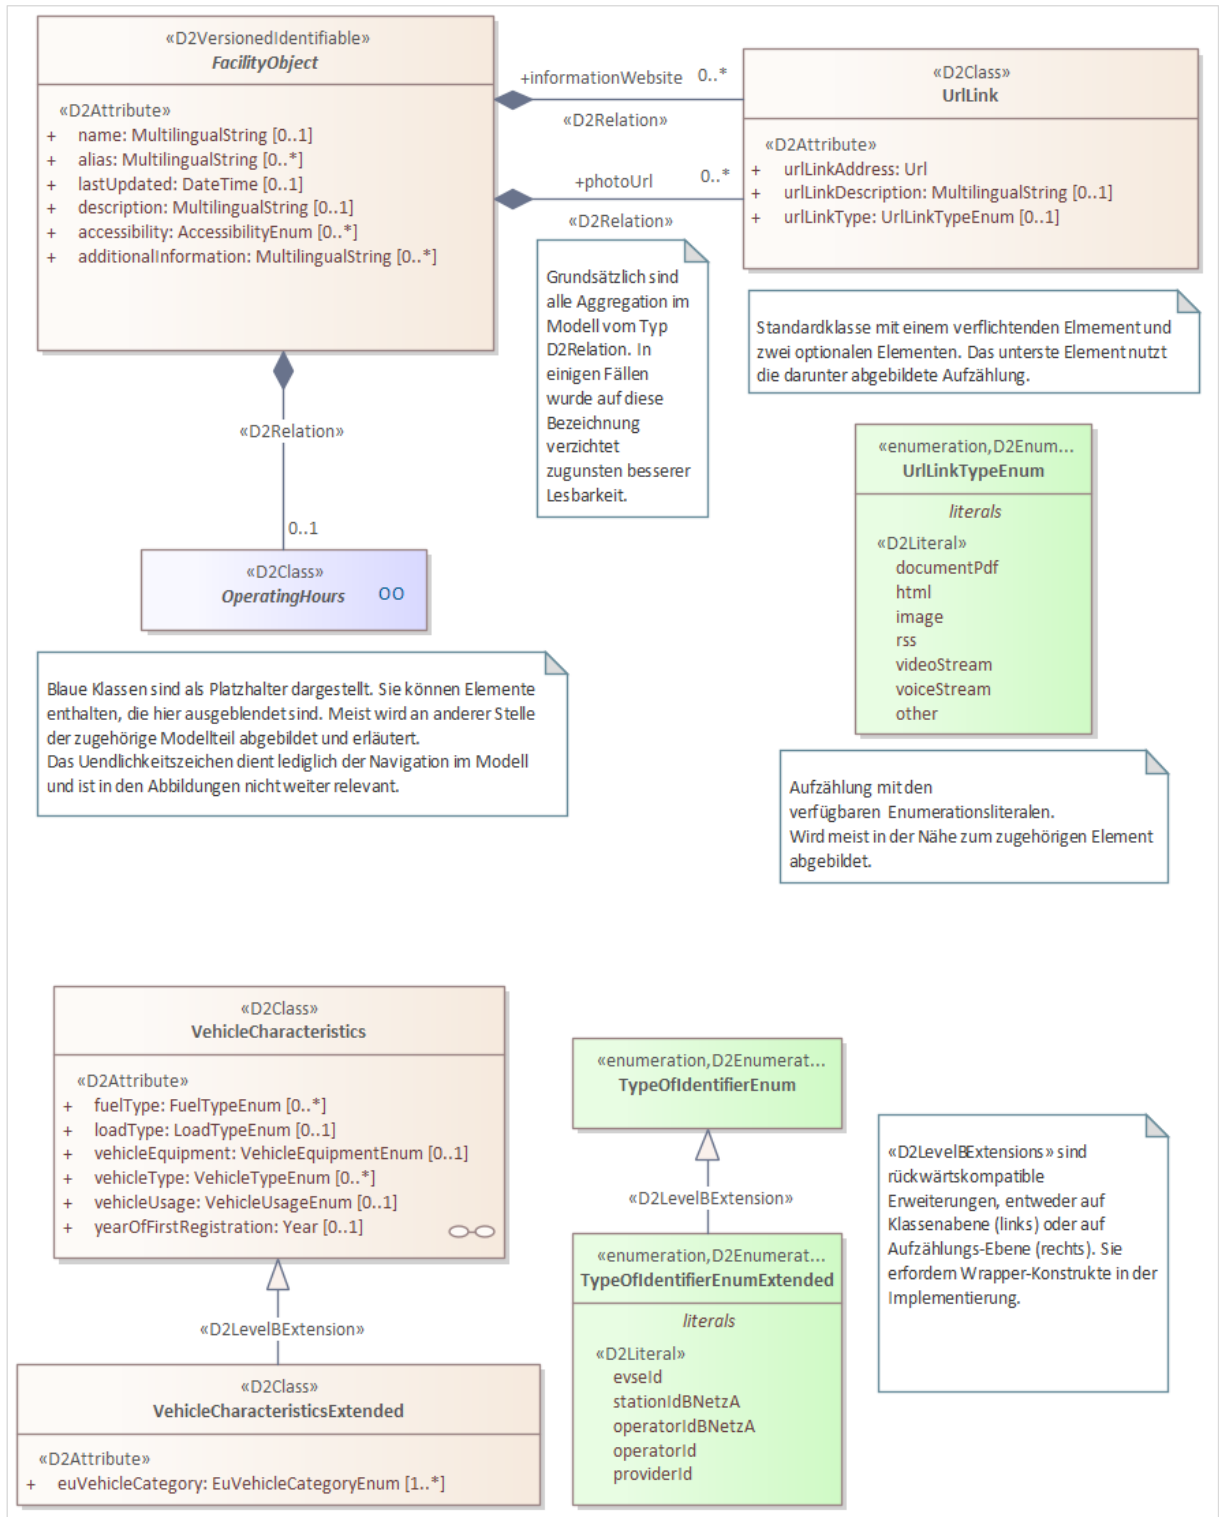 «D2VersionedIdentifiable»
FacilityObject
«D2Attribute»
+ name: MultilingualString [0..1]
+ alias: MultilingualString [0..*]
+ lastUpdated: DateTime [0..1]
+ description: MultilingualString [0..1]
+ accessibility: AccessibilityEnum [0..*]
+ additionalInformation: MultilingualString [0..*]
+informationWebsite 0..*
«D2Relation»
+photoUrl 0..*
«D2Relation»
«D2Class»
UrlLink
«D2Attribute»
+ urlLinkAddress: Url
+ urlLinkDescription: MultilingualString [0..1]
+ urlLinkType: UrlLinkTypeEnum [0..1]
Grundsätzlich sind
alle Aggregation im
Modell vom Typ
D2Relation. In
einigen Fällen
wurde auf diese
Bezeichnung
verzichtet
zugunsten besserer
Lesbarkeit.
Standardklasse mit einem verflichtenden Elmement und
zwei optionalen Elementen. Das unterste Element nutzt
die darunter abgebildete Aufzählung.
«D2Relation»
0..1
«D2Class»
OperatingHours
«enumeration,D2Enum...
UrlLinkTypeEnum
literals
«D2Literal»
documentPdf
html
image
rss
videoStream
voiceStream
other
Blaue Klassen sind als Platzhalter dargestellt. Sie können Elemente
enthalten, die hier ausgeblendet sind. Meist wird an anderer Stelle
der zugehörige Modellteil abgebildet und erläutert.
Das Uendlichkeitszeichen dient lediglich der Navigation im Modell
und ist in den Abbildungen nicht weiter relevant.
Aufzählung mit den
verfügbaren Enumerationsliteralen.
Wird meist in der Nähe zum zugehörigen Element
abgebildet.
«D2Class»
VehicleCharacteristics
«D2Attribute»
+ fuelType: FuelTypeEnum [0..*]
+ loadType: LoadTypeEnum [0..1]
+ vehicleEquipment: VehicleEquipmentEnum [0..1]
+ vehicleType: VehicleTypeEnum [0..*]
+ vehicleUsage: VehicleUsageEnum [0..1]
+ yearOfFirstRegistration: Year [0..1]
«D2LevelBExtension»
«D2Class»
VehicleCharacteristicsExtended
«D2Attribute»
+ euVehicleCategory: EuVehicleCategoryEnum [1..*]
«enumeration,D2Enumerat...
TypeOfIdentifierEnum
«D2LevelBExtension»
«enumeration,D2Enumerat...
TypeOfIdentifierEnumExtended
literals
«D2Literal»
evseId
stationIdBNetzA
operatorIdBNetzA
operatorId
providerId
«D2LevelBExtensions» sind
rückwärtskompatible
Erweiterungen, entweder auf
Klassenabene (links) oder auf
Aufzählungs-Ebene (rechts). Sie
erfordern Wrapper-Konstrukte in der
Implementierung.